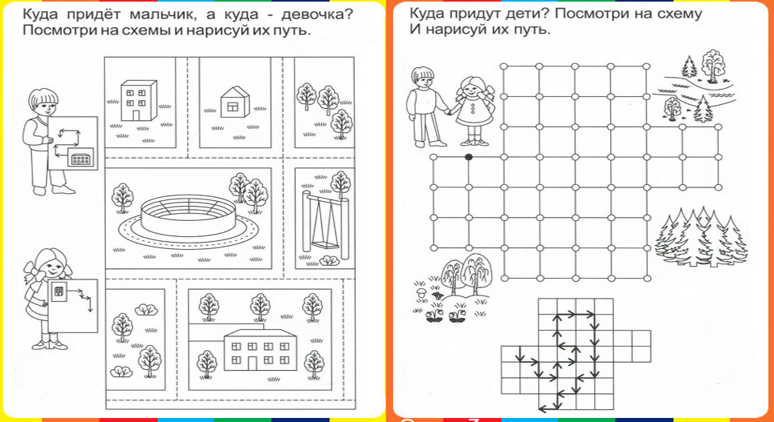 Куда придёт мальчик, а куда - девочка?
Посмотри на схемы и нарисуй их путь.
Куда придут дети? Посмотри на схему
И нарисуй их путь.